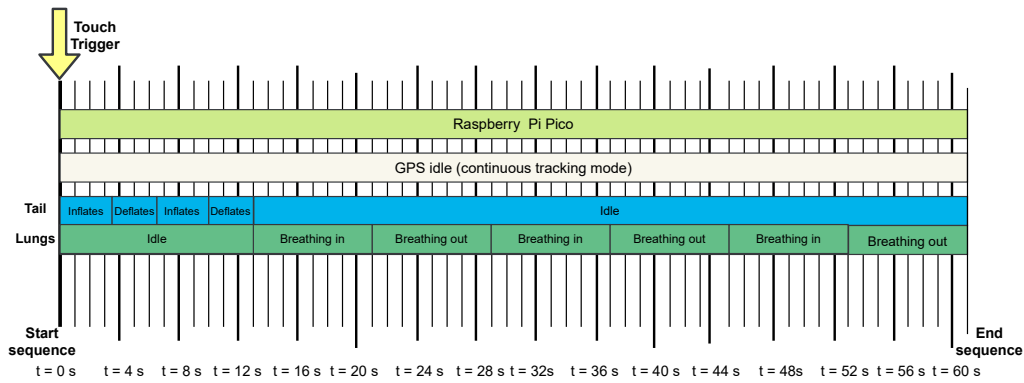 Touch
Trigger
Raspberry Pi Pico
GPS idle (continuous tracking mode)
Tail
Inflates
Deflates
Inflates
Deflates
Idle
Lungs
Idle
Breathing in
Breathing out
Breathing in
Breathing out
Breathing in
Breathing out
Start
sequence
End
sequence
t = 0 s t = 4 s t = 8 s t = 12 s t = 16 s t = 20 s t = 24 s t = 28 s t = 32s t = 36 s t = 40 s t = 44 s t = 48s t = 52 s t = 56 s t = 60 s